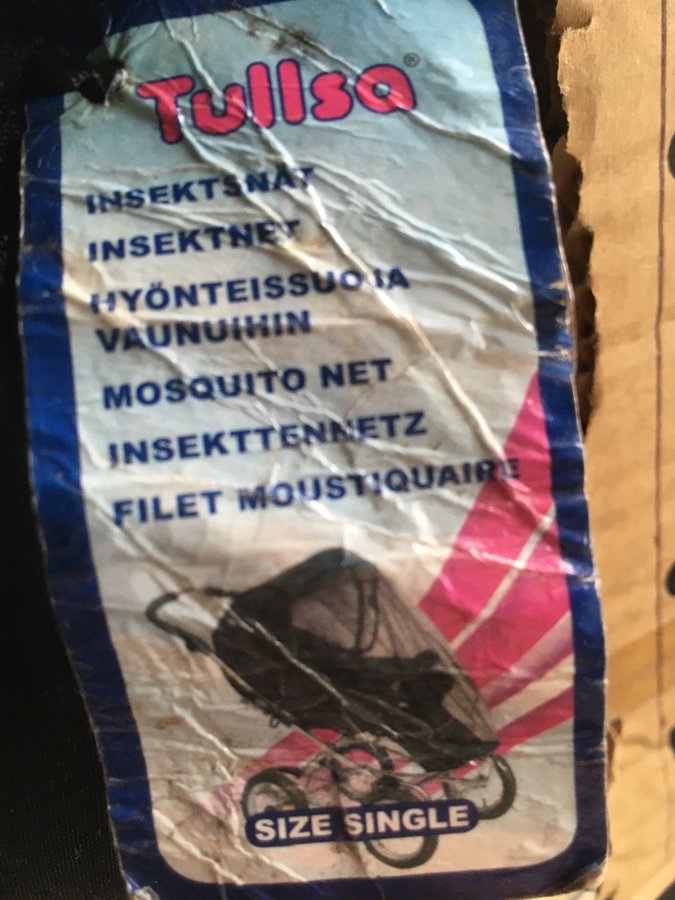 Tullsa®
INSEKTSNÄT
INSEKTNET
HYÖNTEISSUOJA
VAUNUIHIN
MOSQUITO NET
INSEKTTENNETZ
FILET MOUSTIQUAIRE
SIZE SINGLE